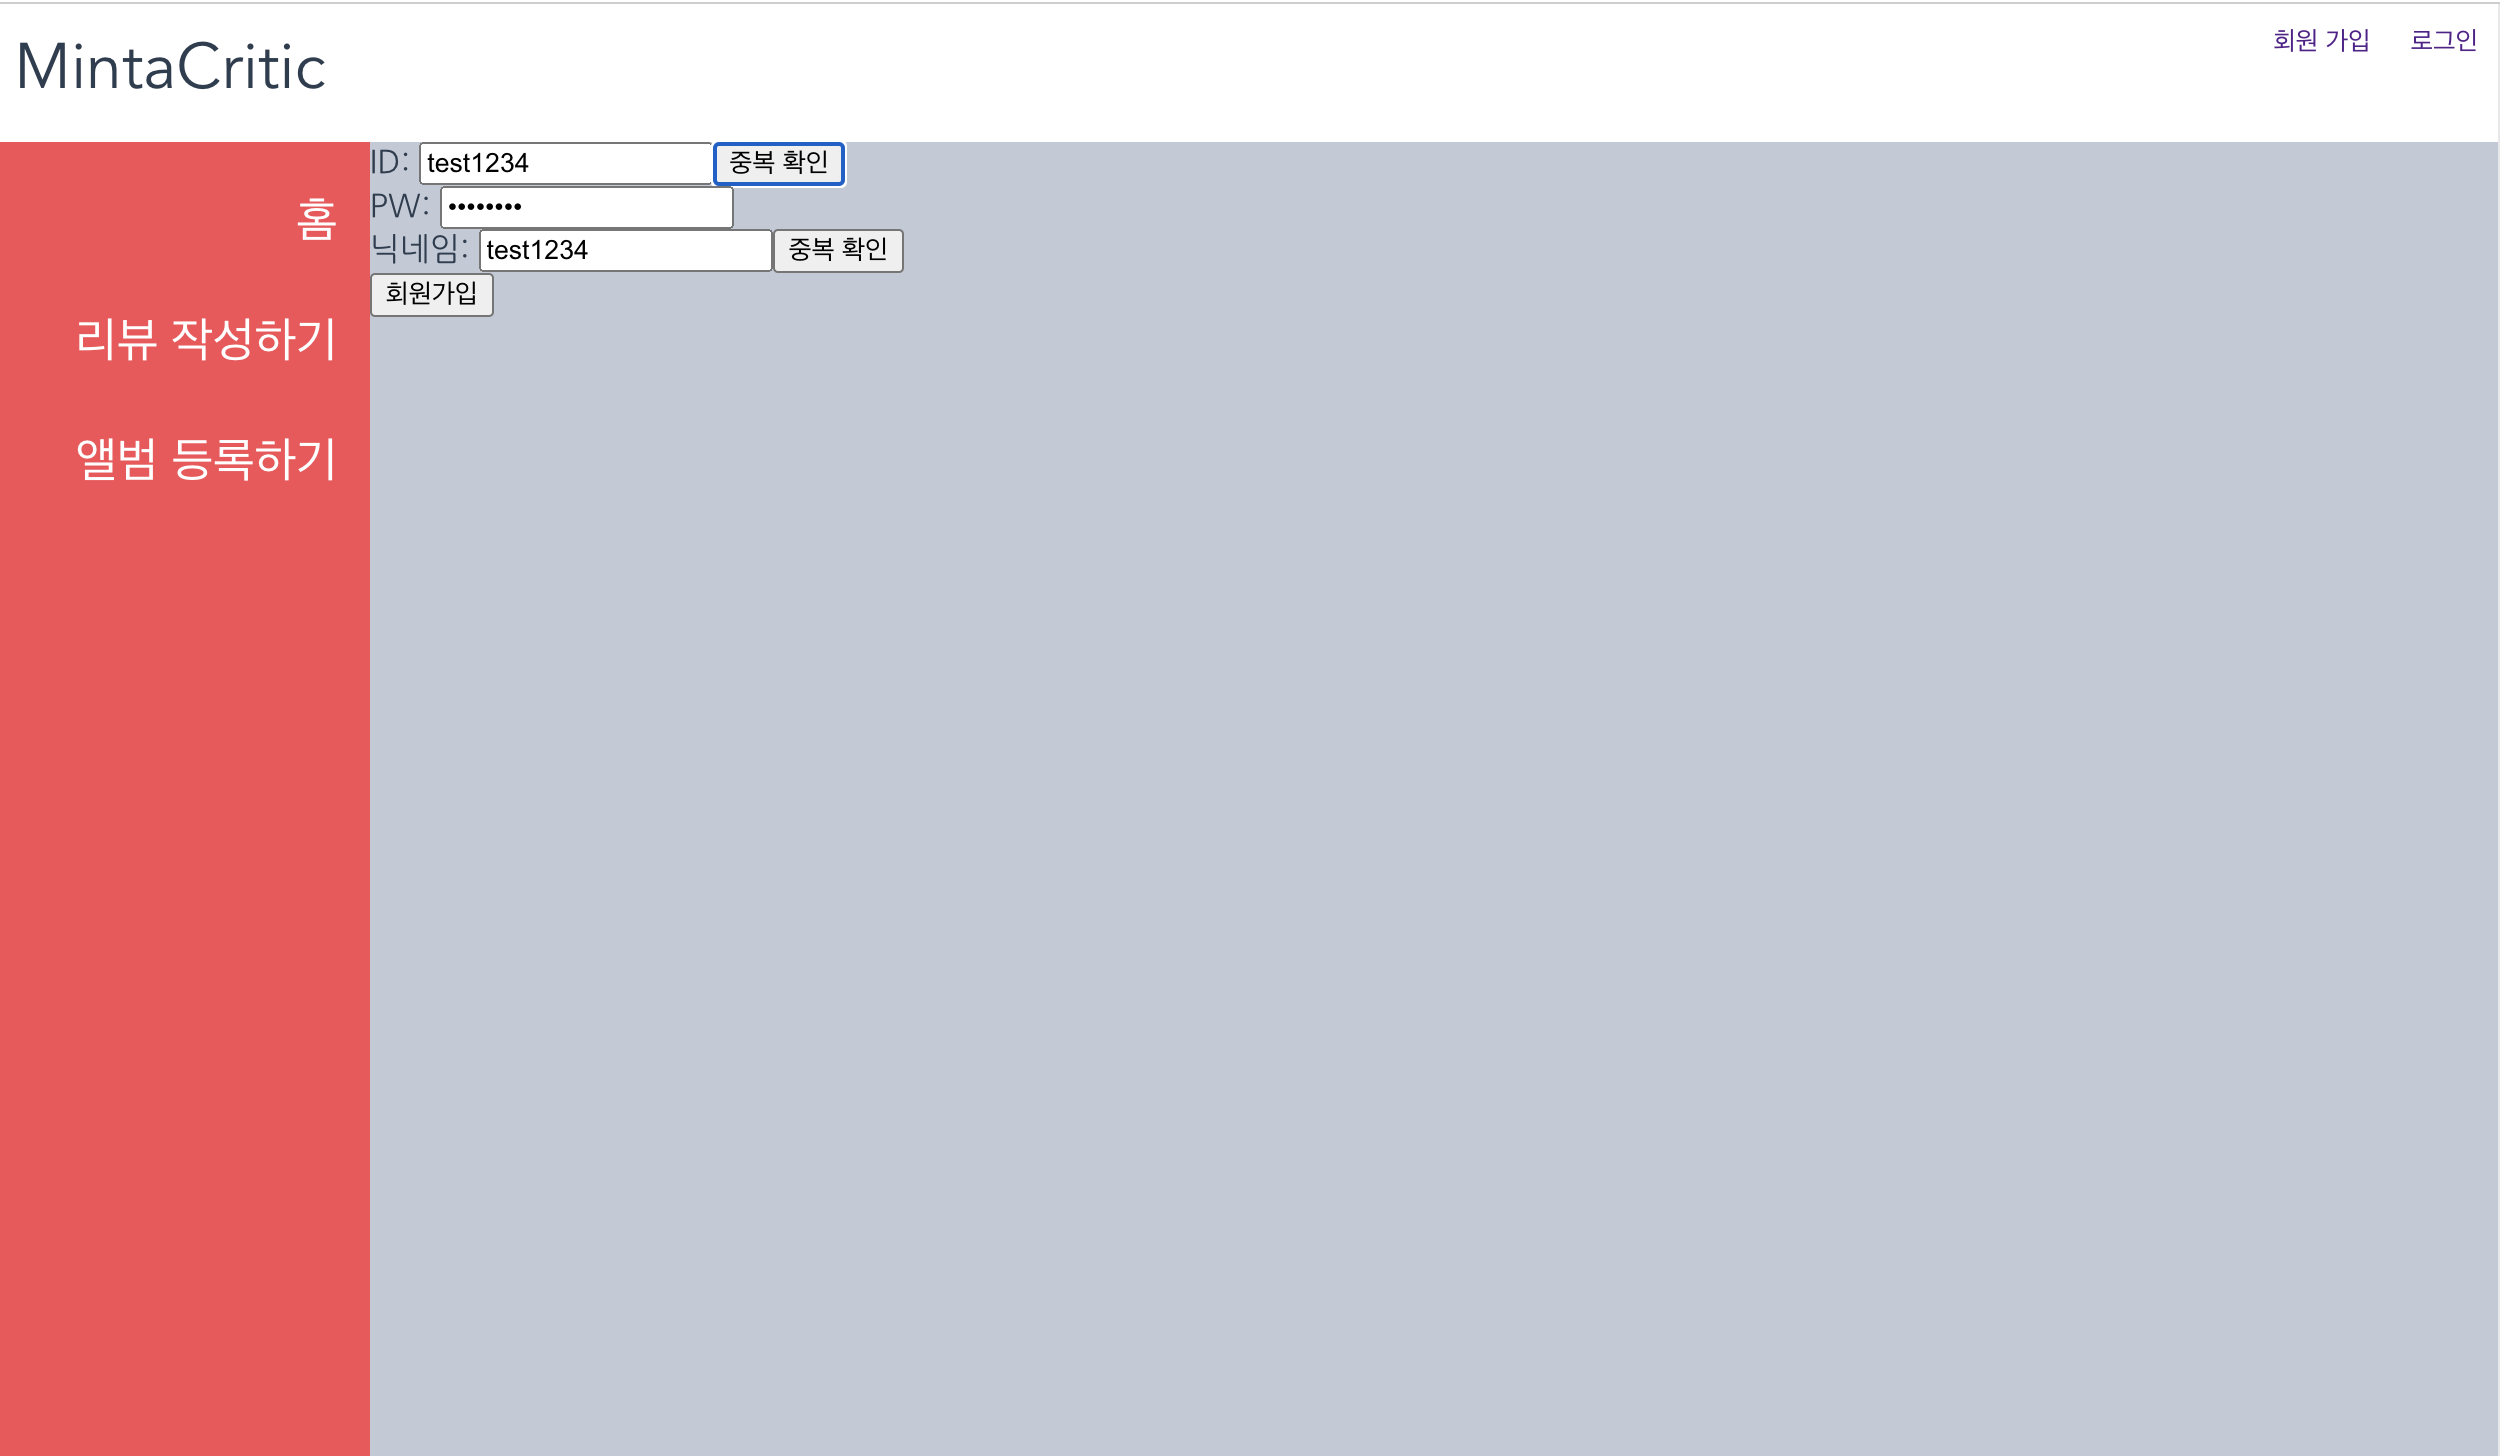 MintaCritic
회원 가입 로그인
홈
리뷰 작성하기
앨범 등록하기
ID: test1234 중복 확인
PW: ••••••••
닉네임: test1234 중복 확인
회원가입